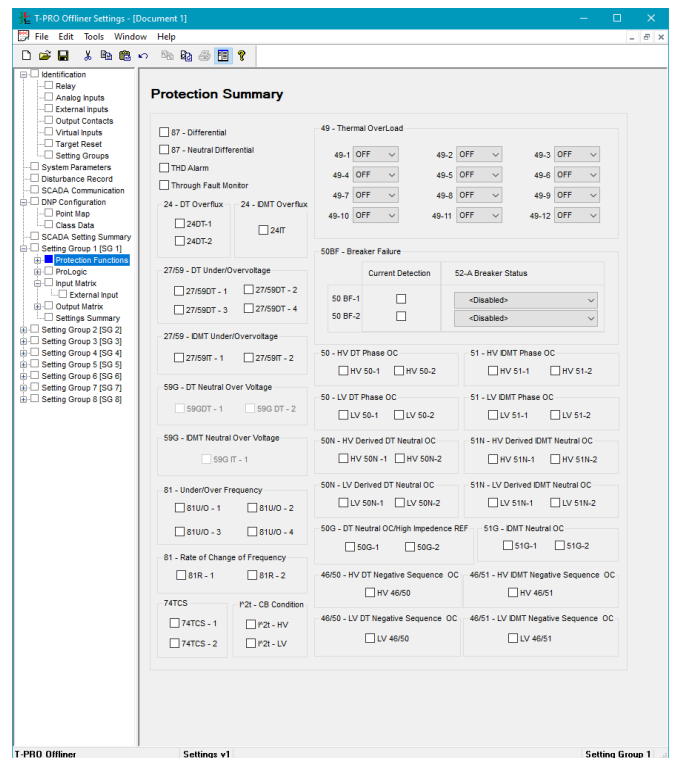 T-PRO Offliner Settings - [Document 1]
File Edit Tools Window Help
Identification
Relay
Analog Inputs
External Inputs
Output Contacts
Virtual Inputs
Target Reset
Setting Groups
System Parameters
Disturbance Record
SCADA Communication
DNP Configuration
Point Map
Class Data
SCADA Setting Summary
Setting Group 1 [SG 1]
Protection Functions
ProLogic
Input Matrix
External Input
Output Matrix
Settings Summary
Setting Group 2 [SG 2]
Setting Group 3 [SG 3]
Setting Group 4 [SG 4]
Setting Group 5 [SG 5]
Setting Group 6 [SG 6]
Setting Group 7 [SG 7]
Setting Group 8 [SG 8]
Protection Summary
87 - Differential
87 - Neutral Differential
THD Alarm
Through Fault Monitor
24 - DT Overflux
24DT-1
24DT-2
24 - IDMT Overflux
24IT
27/59 - DT Under/Overvoltage
27/59DT - 1 27/59DT - 2
27/59DT - 3 27/59DT - 4
27/59 - IDMT Under/Overvoltage
27/59IT - 1 27/59IT - 2
59G - DT Neutral Over Voltage
59GDT - 1 59G DT - 2
59G - IDMT Neutral Over Voltage
59G IT - 1
81 - Under/Over Frequency
81U/O - 1 81U/O - 2
81U/O - 3 81U/O - 4
81 - Rate of Change of Frequency
81R - 1 81R - 2
74TCS
74TCS - 1
74TCS - 2
I^2t - CB Condition
I^2t - HV
I^2t - LV
49 - Thermal OverLoad
49-1 OFF 49-2 OFF 49-3 OFF
49-4 OFF 49-5 OFF 49-6 OFF
49-7 OFF 49-8 OFF 49-9 OFF
49-10 OFF 49-11 OFF 49-12 OFF
50BF - Breaker Failure
Current Detection 52-A Breaker Status
50 BF-1 <Disabled>
50 BF-2 <Disabled>
50 - HV DT Phase OC
HV 50-1 HV 50-2
51 - HV IDMT Phase OC
HV 51-1 HV 51-2
50 - LV DT Phase OC
LV 50-1 LV 50-2
51 - LV IDMT Phase OC
LV 51-1 LV 51-2
50N - HV Derived DT Neutral OC
HV 50N -1 HV 50N-2
51N - HV Derived IDMT Neutral OC
HV 51N-1 HV 51N-2
50N - LV Derived DT Neutral OC
LV 50N-1 LV 50N-2
51N - LV Derived IDMT Neutral OC
LV 51N-1 LV 51N-2
50G - DT Neutral OC/High Impedence REF
50G-1 50G-2
51G - IDMT Neutral OC
51G-1 51G-2
46/50 - HV DT Negative Sequence OC
HV 46/50
46/51 - HV IDMT Negative Sequence OC
HV 46/51
46/50 - LV DT Negative Sequence OC
LV 46/50
46/51 - LV IDMT Negative Sequence OC
LV 46/51
T-PRO Offliner Settings v1 Setting Group 1